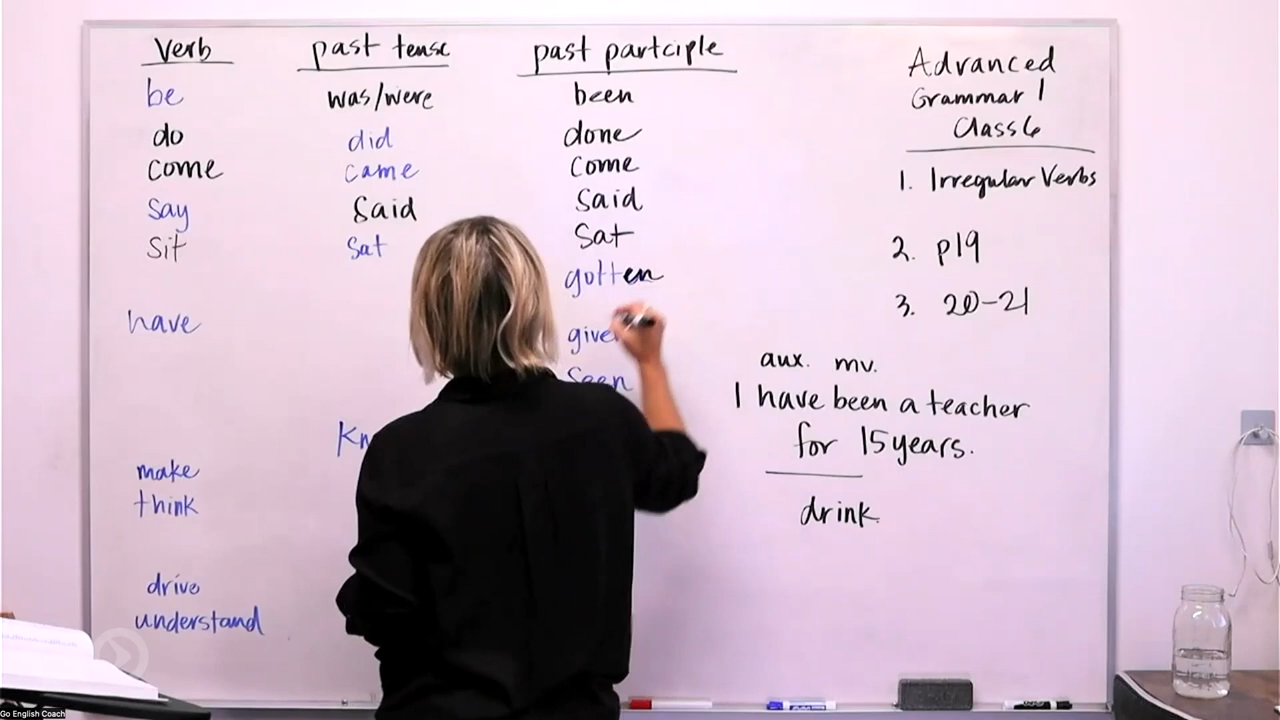 Verb past tense past partciple
be was/were been
do did done
come came come
say said said
sit sat sat
gotten
have
seen
make
think
drive
understand
Advanced
Grammar 1
Class 6
1. Irregular Verbs
2. p19
3. 20-21
aux. mv.
I have been a teacher
for 15 years.
drink
Go English Coach